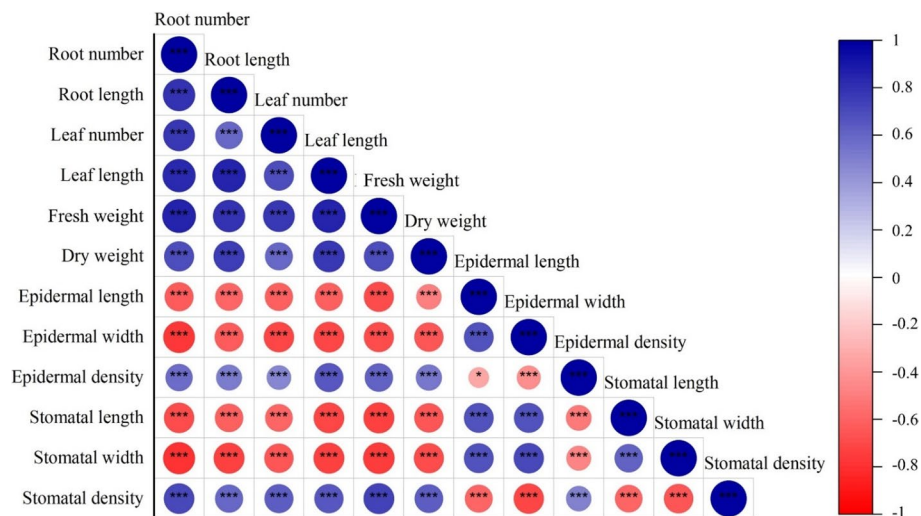 Root number
Root number *** Root length
Root length *** *** Leaf number
Leaf number *** *** *** Leaf length
Leaf length *** *** *** *** Fresh weight
Fresh weight *** *** *** *** *** Dry weight
Dry weight *** *** *** *** *** *** Epidermal length
Epidermal length *** *** *** *** *** *** *** Epidermal width
Epidermal width *** *** *** *** *** *** *** *** Epidermal density
Epidermal density *** *** *** *** *** *** * *** *** Stomatal length
Stomatal length *** *** *** *** *** *** *** *** *** *** Stomatal width
Stomatal width *** *** *** *** *** *** *** *** *** *** *** Stomatal density
Stomatal density *** *** *** *** *** *** *** *** *** *** *** ***
1
0.8
0.6
0.4
0.2
0
-0.2
-0.4
-0.6
-0.8
-1